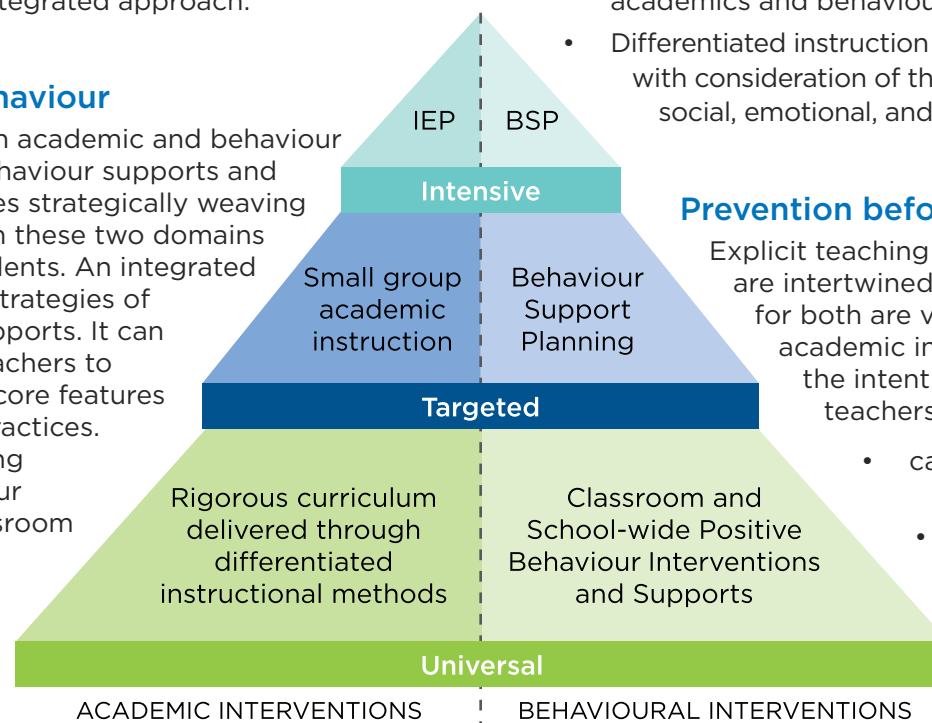 tegrated approach.
haviour
n academic and behaviour
haviour supports and
es strategically weaving
n these two domains
dents. An integrated
trategies of
pports. It can
achers to
core features
ractices.
ng
ur
sroom
IEP
BSP
Intensive
Small group
academic
instruction
Behaviour
Support
Planning
Targeted
Rigorous curriculum
delivered through
differentiated
instructional methods
Classroom and
School-wide Positive
Behaviour Interventions
and Supports
Universal
ACADEMIC INTERVENTIONS
BEHAVIOURAL INTERVENTIONS
academics and behaviou
• Differentiated instruction
with consideration of th
social, emotional, and
Prevention befo
Explicit teaching
are intertwined
for both are v
academic in
the intent
teachers
• ca
•